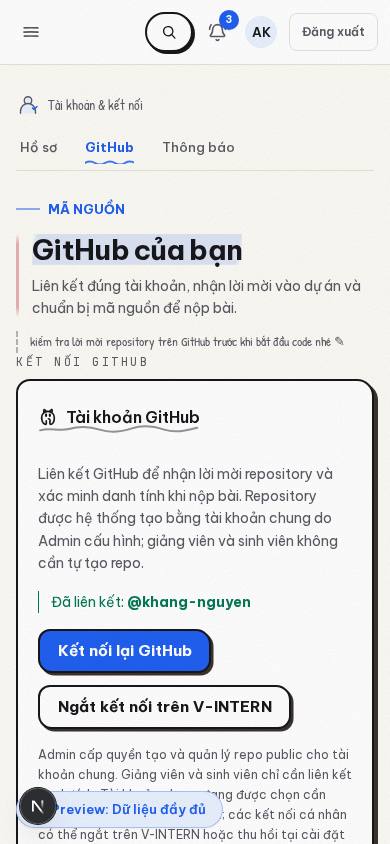 3
AK
Đăng xuất
Tài khoản & kết nối
Hồ sơ
GitHub
Thông báo
MÃ NGUỒN
GitHub của bạn
Liên kết đúng tài khoản, nhận lời mời vào dự án và
chuẩn bị mã nguồn để nộp bài.
kiểm tra lời mời repository trên GitHub trước khi bắt đầu code nhé ✎
KẾT NỐI GITHUB
Tài khoản GitHub
Liên kết GitHub để nhận lời mời repository và
xác minh danh tính khi nộp bài. Repository
được hệ thống tạo bằng tài khoản chung do
Admin cấu hình; giảng viên và sinh viên không
cần tự tạo repo.
Đã liên kết: @khang-nguyen
Kết nối lại GitHub
Ngắt kết nối trên V-INTERN
Admin cấp quyền tạo và quản lý repo public cho tài
khoản chung. Giảng viên và sinh viên chỉ cần liên kết
đang được chọn cần
N
Preview: Dữ liệu đầy đủ
; các kết nối cá nhân
có thể ngắt trên V-INTERN hoặc thu hồi tại cài đặt